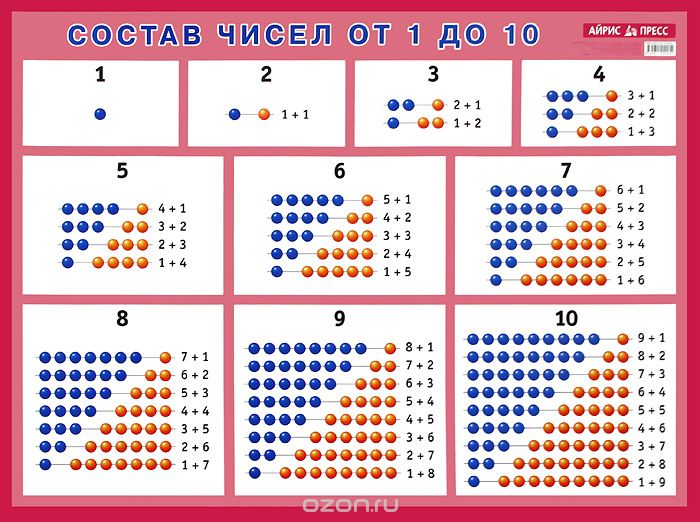 СОСТАВ ЧИСЕЛ ОТ 1 ДО 10
АЙРИС ПРЕСС
1
2
1 + 1
3
2 + 1
1 + 2
4
3 + 1
2 + 2
1 + 3
5
4 + 1
3 + 2
2 + 3
1 + 4
6
5 + 1
4 + 2
3 + 3
2 + 4
1 + 5
7
6 + 1
5 + 2
4 + 3
3 + 4
2 + 5
1 + 6
8
7 + 1
6 + 2
5 + 3
4 + 4
3 + 5
2 + 6
1 + 7
9
8 + 1
7 + 2
6 + 3
5 + 4
4 + 5
3 + 6
2 + 7
1 + 8
10
9 + 1
8 + 2
7 + 3
6 + 4
5 + 5
4 + 6
3 + 7
2 + 8
1 + 9
ozon.ru